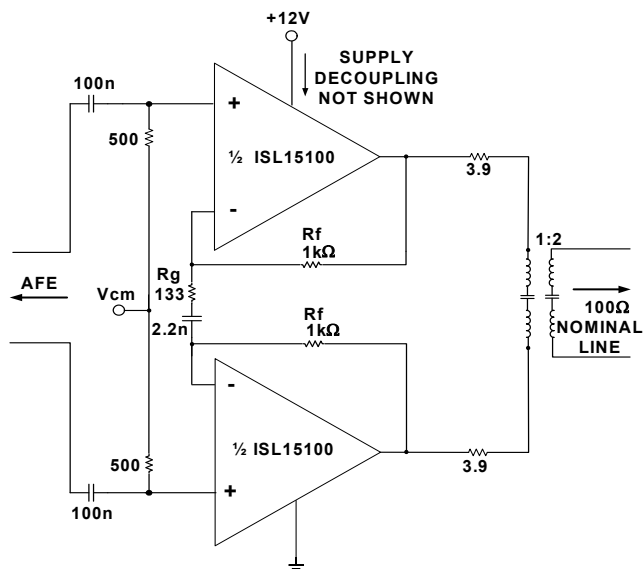 +12V
SUPPLY
DECOUPLING
NOT SHOWN
100n
+
500
½ ISL15100
3.9
-
Rf
1kΩ
1:2
Rg
133
AFE
Vcm
2.2n
Rf
1kΩ
100Ω
NOMINAL
LINE
-
½ ISL15100
500
3.9
+
100n